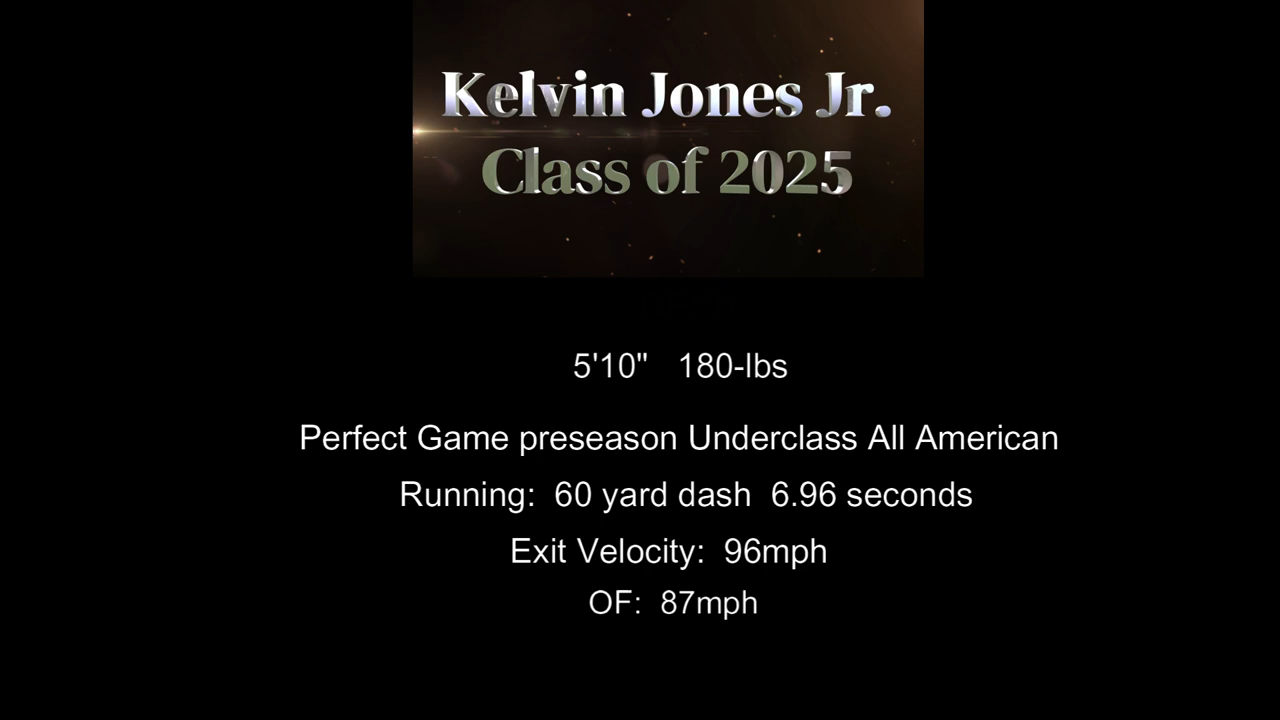 Kelvin Jones Jr.
Class of 2025
5'10" 180-lbs
Perfect Game preseason Underclass All American
Running: 60 yard dash 6.96 seconds
Exit Velocity: 96mph
OF: 87mph